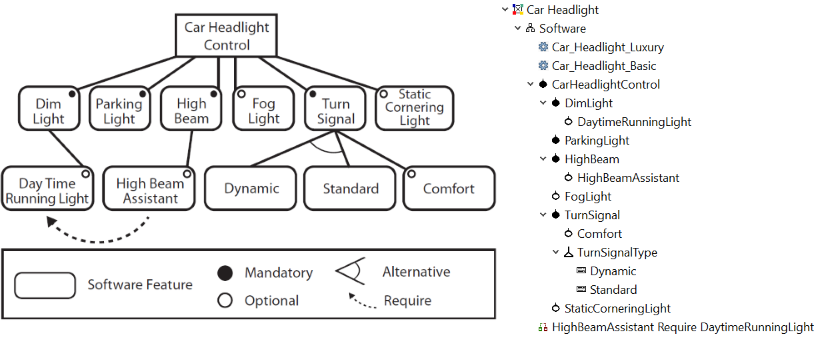 Car Headlight
Control
Dim
Light
Parking
Light
High
Beam
Fog
Light
Turn
Signal
Static
Cornering
Light
Day Time
Running Light
High Beam
Assistant
Dynamic
Standard
Comfort
Software Feature
Mandatory
Optional
Alternative
Require
Car Headlight
Software
Car_Headlight_Luxury
Car_Headlight_Basic
CarHeadlightControl
DimLight
DaytimeRunningLight
ParkingLight
HighBeam
HighBeamAssistant
FogLight
TurnSignal
Comfort
TurnSignalType
Dynamic
Standard
StaticCorneringLight
HighBeamAssistant Require DaytimeRunningLight